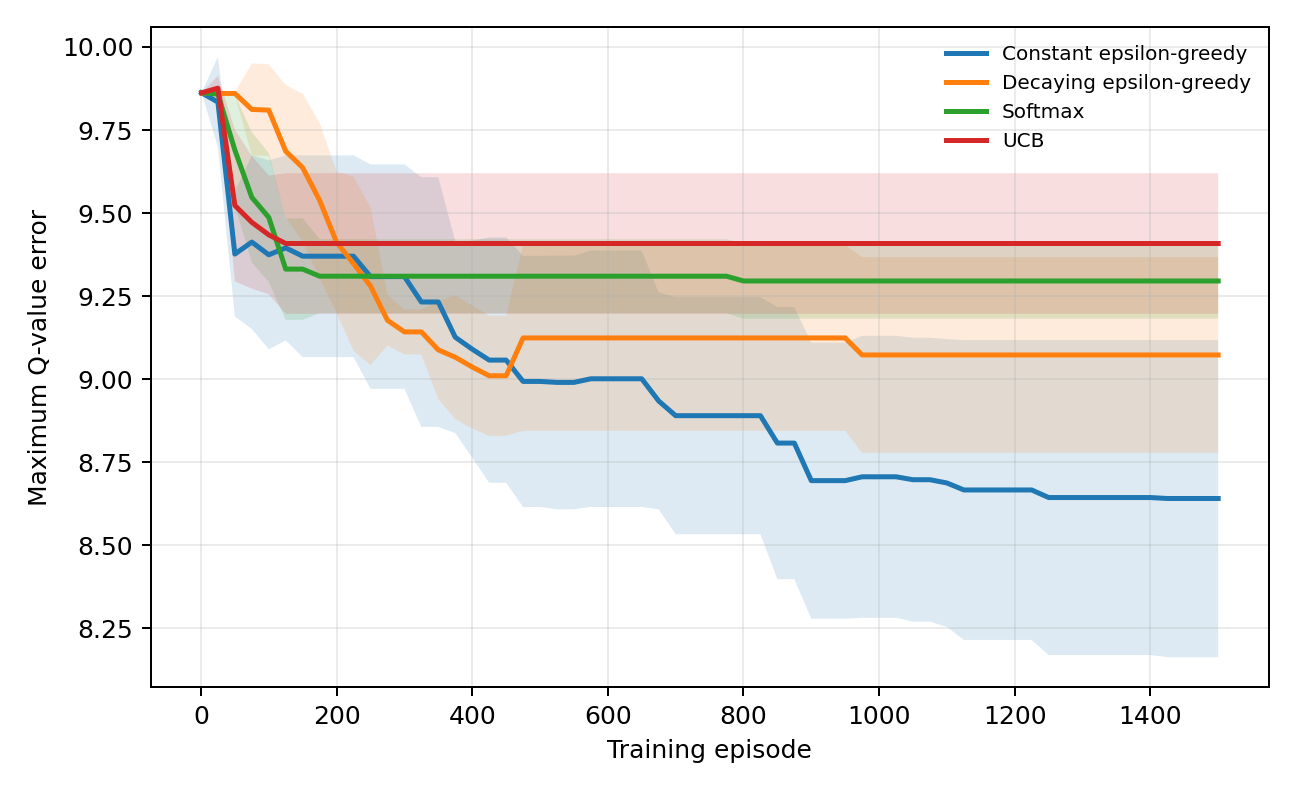 10.00
9.75
9.50
9.25
9.00
8.75
8.50
8.25
Maximum Q-value error
Constant epsilon-greedy
Decaying epsilon-greedy
Softmax
UCB
0 200 400 600 800 1000 1200 1400
Training episode